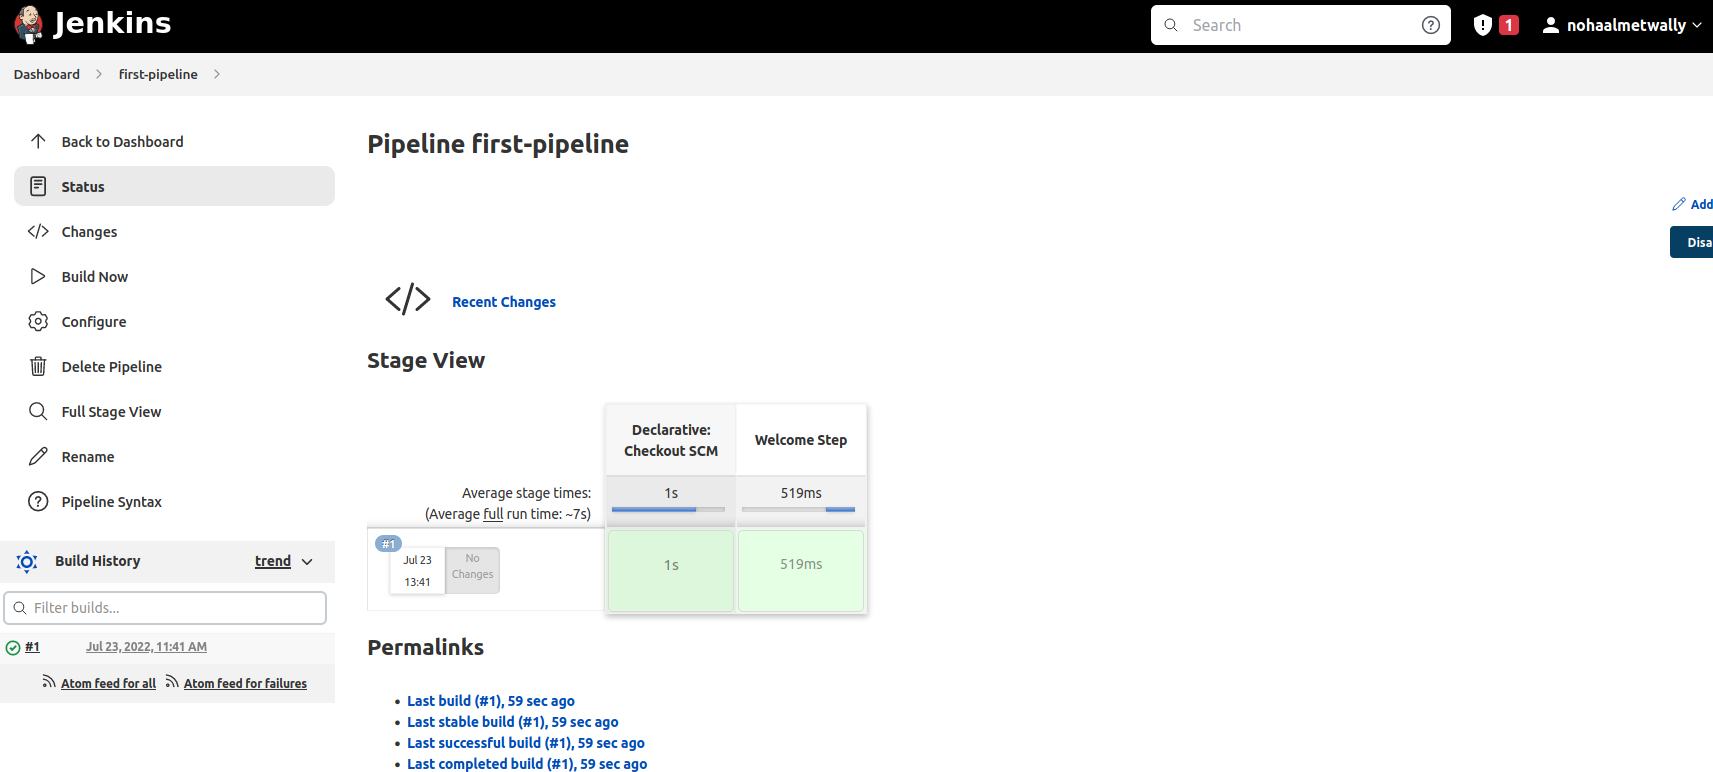 Jenkins
Search
1
nohaalmetwally
Dashboard
first-pipeline
Back to Dashboard
Status
Changes
Build Now
Configure
Delete Pipeline
Full Stage View
Rename
Pipeline Syntax
Build History
trend
Filter builds...
#1
Jul 23, 2022, 11:41 AM
Atom feed for all
Atom feed for failures
Pipeline first-pipeline
Add
Disa
Recent Changes
Stage View
Declarative:
Checkout SCM
Welcome Step
Average stage times:
(Average full run time: ~7s)
1s
519ms
#1
Jul 23
13:41
No
Changes
1s
519ms
Permalinks
Last build (#1), 59 sec ago
Last stable build (#1), 59 sec ago
Last successful build (#1), 59 sec ago
Last completed build (#1), 59 sec ago